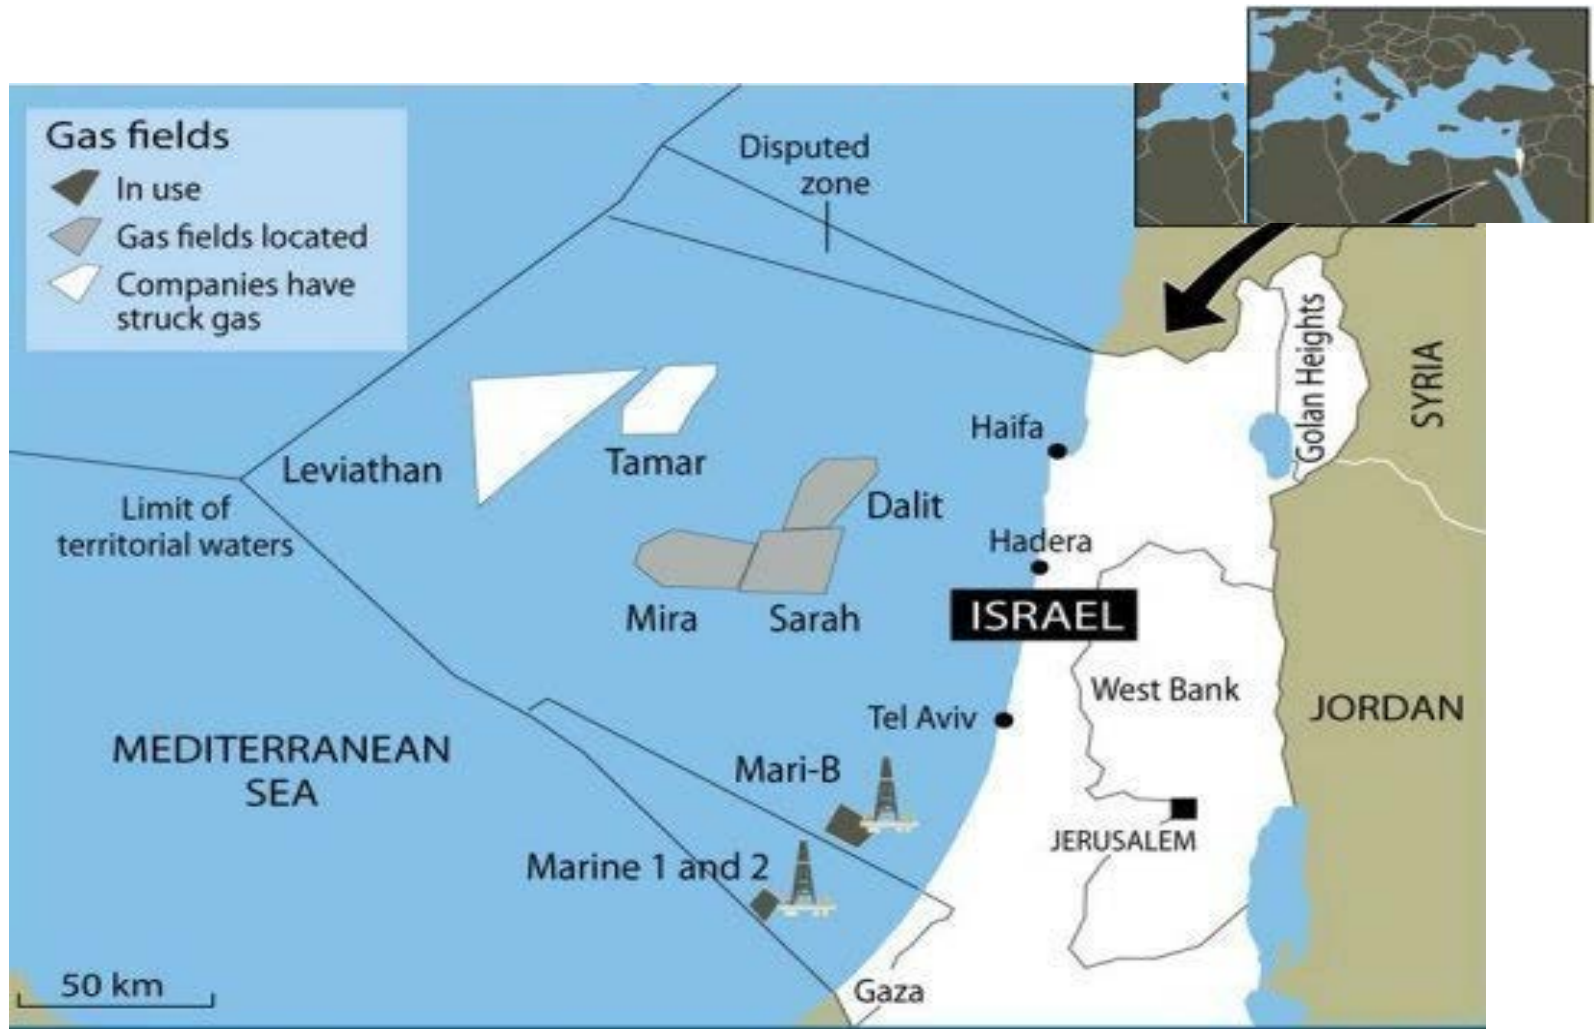 Gas fields
In use
Gas fields located
Companies have
struck gas
Disputed
zone
Golan Heights
SYRIA
Haifa
Leviathan
Tamar
Dalit
Limit of
territorial waters
Hadera
Mira
Sarah
ISRAEL
West Bank
Tel Aviv
JORDAN
MEDITERRANEAN
SEA
Mari-B
JERUSALEM
Marine 1 and 2
50 km
Gaza